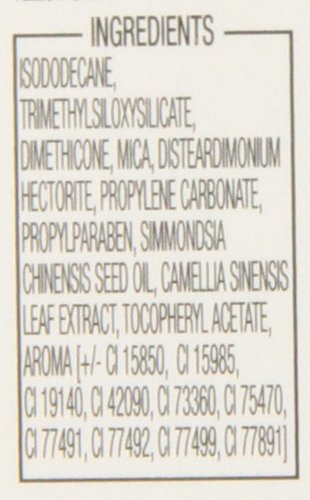 INGREDIENTS
ISODODECANE,
TRIMETHYLSILOXYSILICATE,
DIMETHICONE, MICA, DISTEARDIMONIUM
HECTORITE, PROPYLENE CARBONATE,
PROPYLPARABEN, SIMMONDSIA
CHINENSIS SEED OIL, CAMELLIA SINENSIS
LEAF EXTRACT, TOCOPHERYL ACETATE,
AROMA [+/- CI 15850, CI 15985,
CI 19140, CI 42090, CI 73360, CI 75470,
CI 77491, CI 77492, CI 77499, CI 77891]